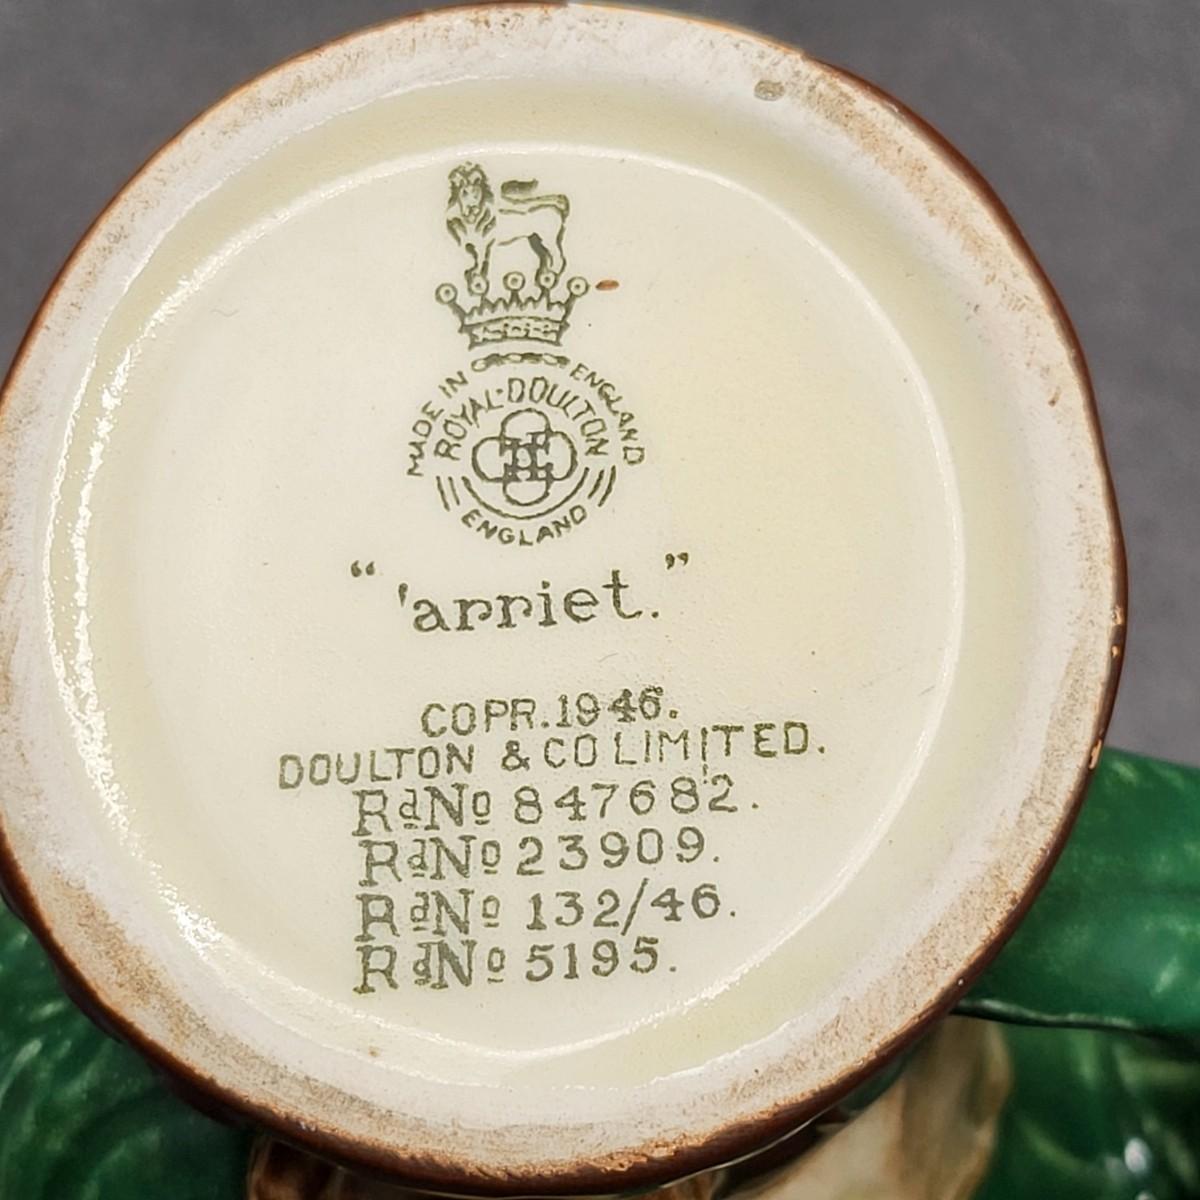 MADE IN ENGLAND
ROYAL·DOULTON
ENGLAND
“ 'arriet. ”
COPR.1946.
DOULTON & CO LIMITED.
RdNo 847682.
RdNo 23909.
RdNo 132/46.
RdNo 5195.